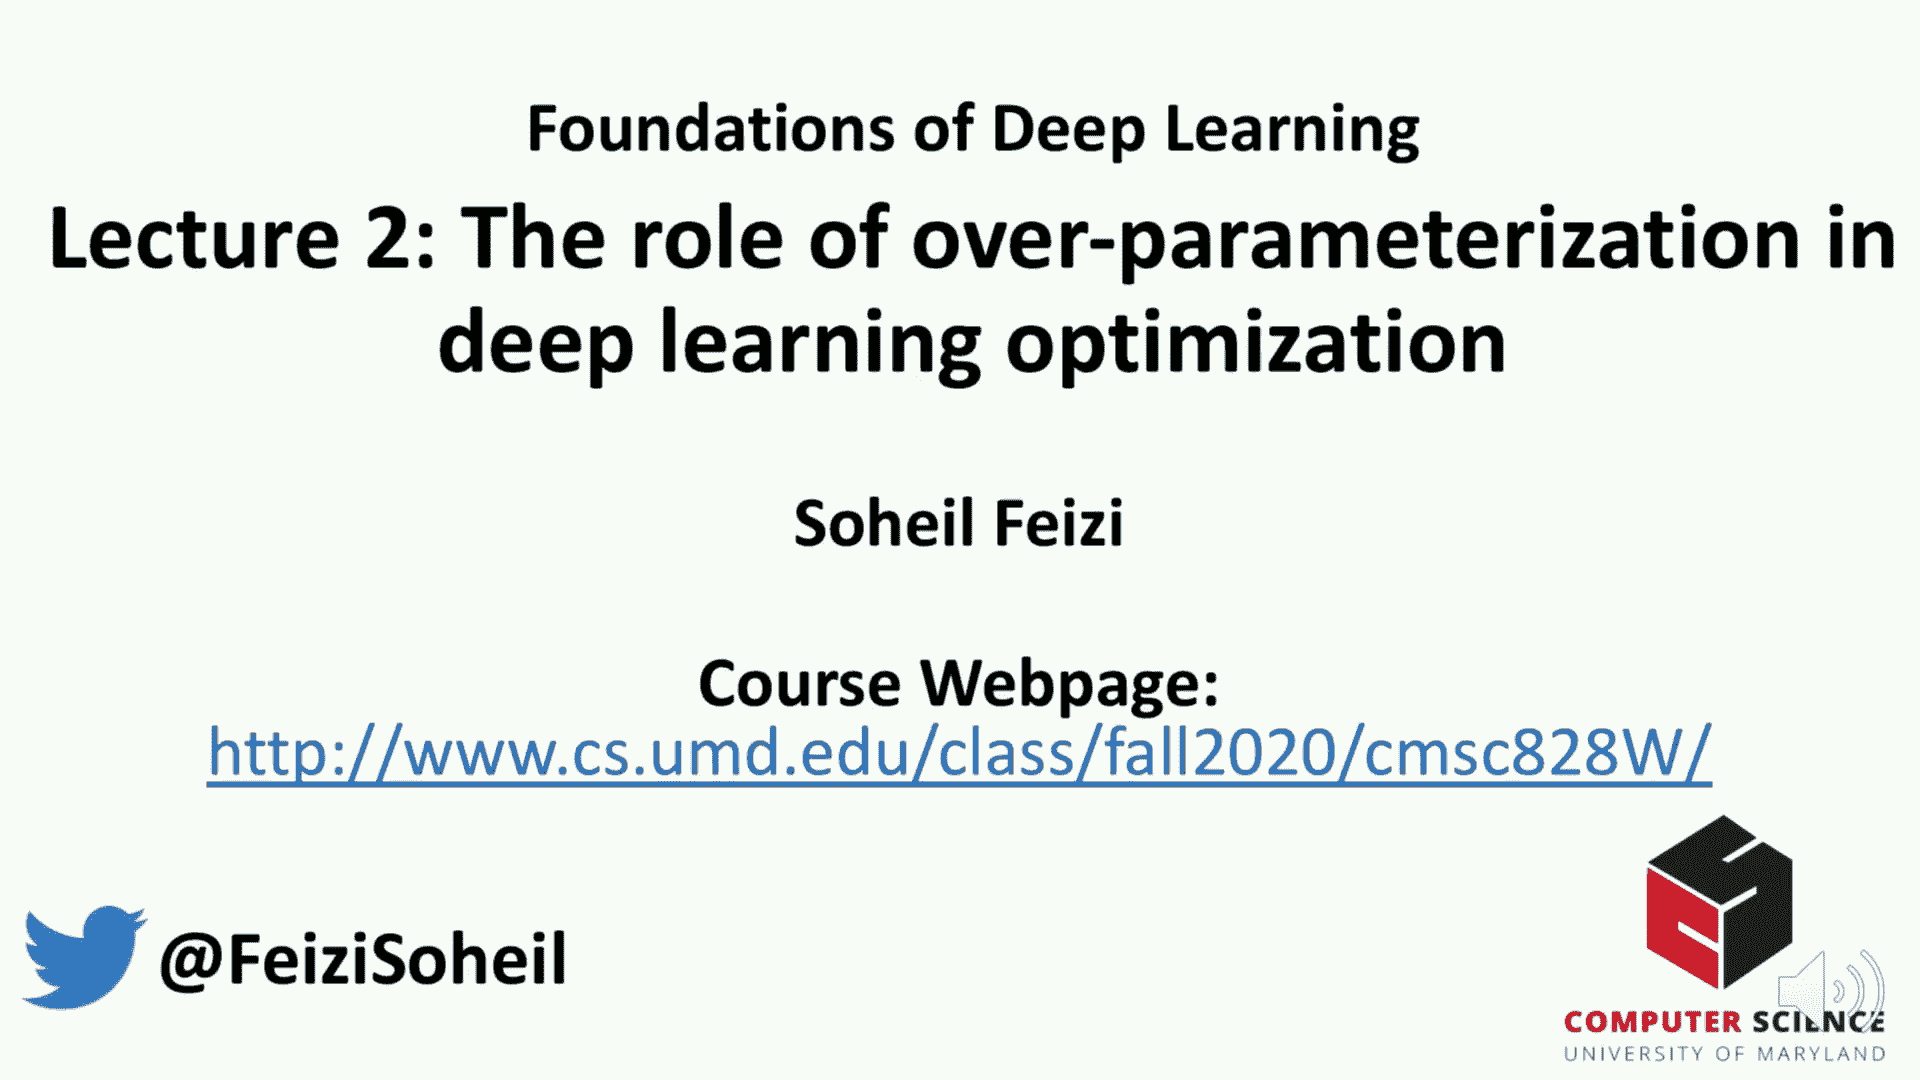 Foundations of Deep Learning
Lecture 2: The role of over-parameterization in
deep learning optimization
Soheil Feizi
Course Webpage:
http://www.cs.umd.edu/class/fall2020/cmsc828W/
@FeiziSoheil
COMPUTER SCIENCE
UNIVERSITY OF MARYLAND